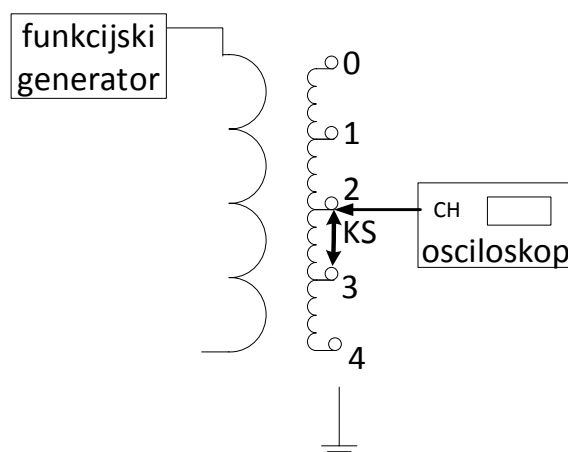 funkcijski
generator
0
1
2
CH
KS
osciloskop
3
4